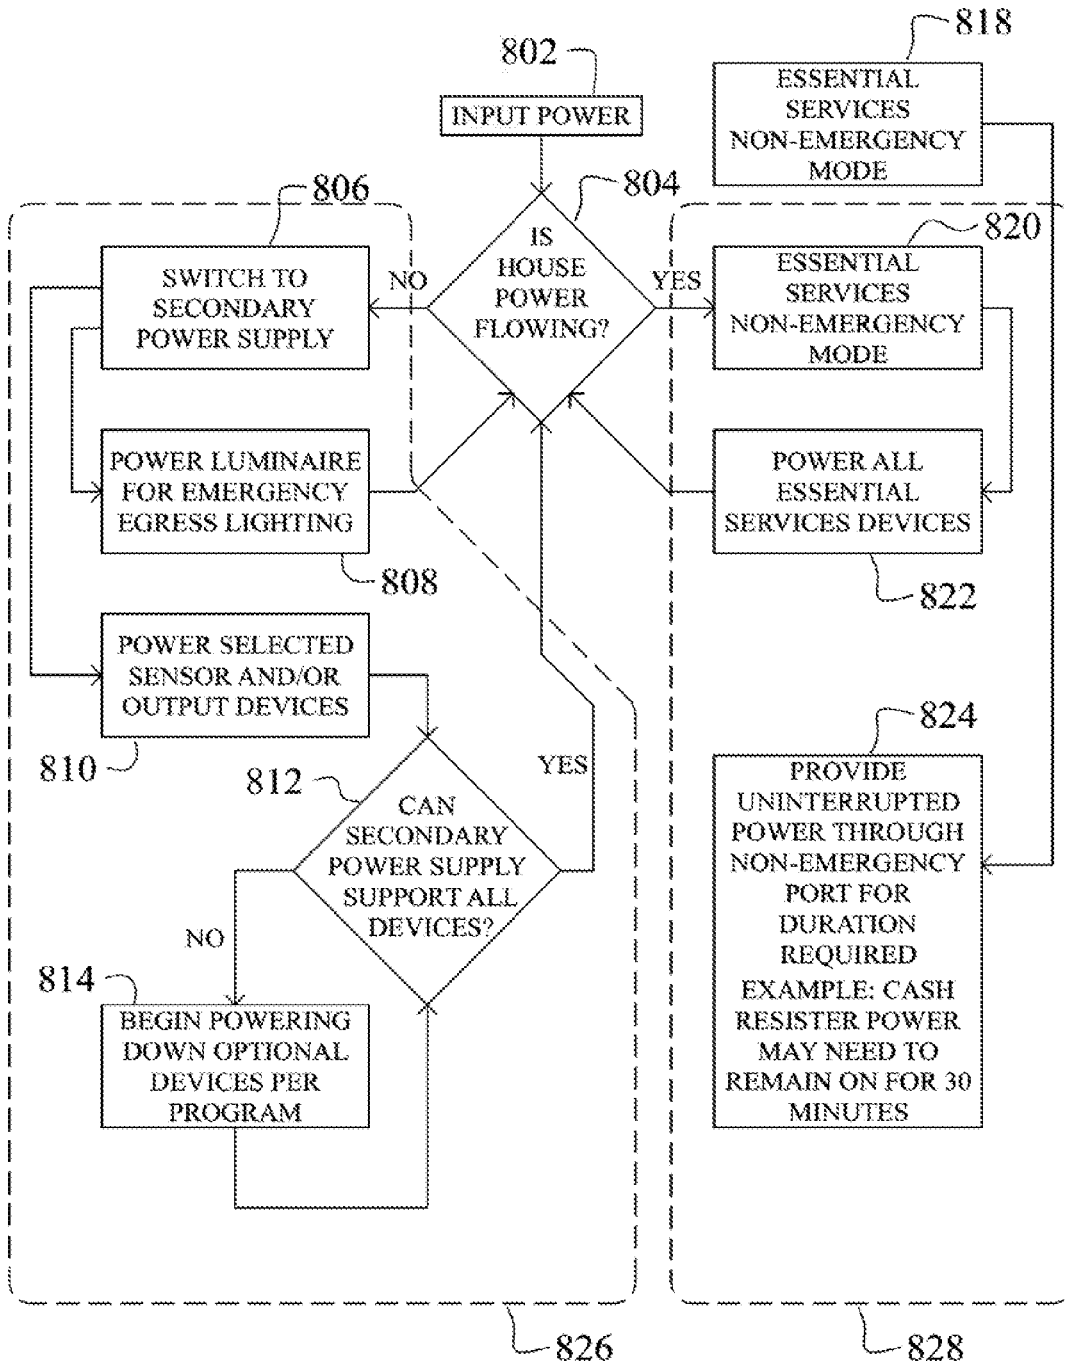 802
INPUT POWER
804
IS
HOUSE
POWER
FLOWING?
NO
YES
806
SWITCH TO
SECONDARY
POWER SUPPLY
POWER LUMINAIRE
FOR EMERGENCY
EGRESS LIGHTING
808
POWER SELECTED
SENSOR AND/OR
OUTPUT DEVICES
810
812
CAN
SECONDARY
POWER SUPPLY
SUPPORT ALL
DEVICES?
YES
NO
814
BEGIN POWERING
DOWN OPTIONAL
DEVICES PER
PROGRAM
826
818
ESSENTIAL
SERVICES
NON-EMERGENCY
MODE
820
ESSENTIAL
SERVICES
NON-EMERGENCY
MODE
POWER ALL
ESSENTIAL
SERVICES DEVICES
822
824
PROVIDE
UNINTERRUPTED
POWER THROUGH
NON-EMERGENCY
PORT FOR
DURATION
REQUIRED
EXAMPLE: CASH
RESISTER POWER
MAY NEED TO
REMAIN ON FOR 30
MINUTES
828